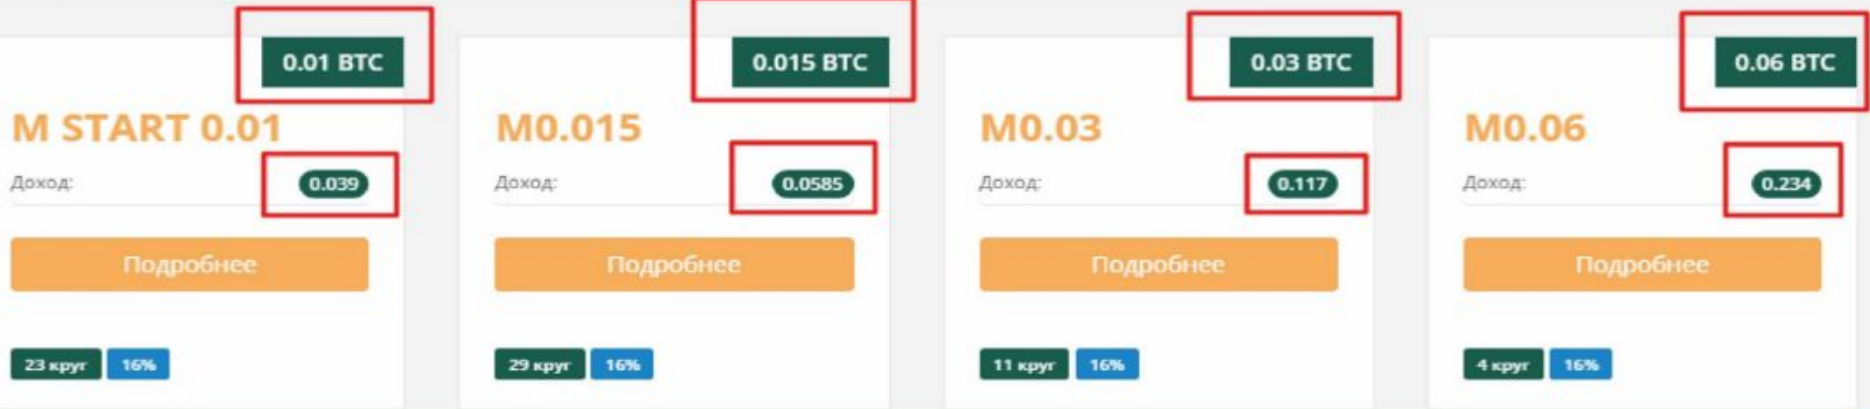 0.01 BTC
M START 0.01
Доход: 0.039
Подробнее
23 круг 16%
0.015 BTC
M0.015
Доход: 0.0585
Подробнее
29 круг 16%
0.03 BTC
M0.03
Доход: 0.117
Подробнее
11 круг 16%
0.06 BTC
M0.06
Доход: 0.234
Подробнее
4 круг 16%